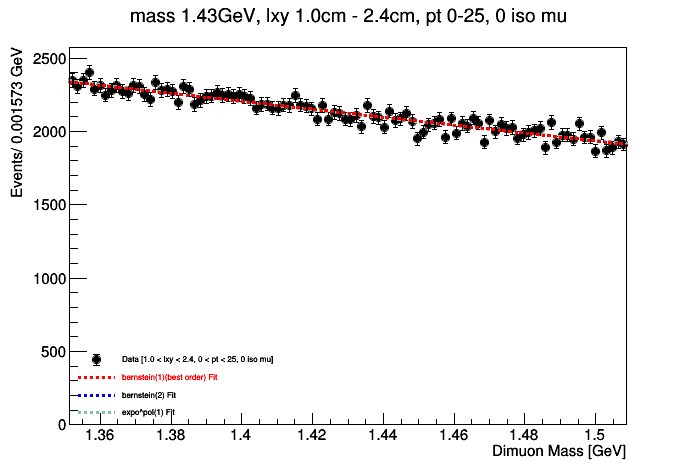 mass 1.43GeV, lxy 1.0cm - 2.4cm, pt 0-25, 0 iso mu
Events/ 0.001573 GeV
2500
2000
1500
1000
500
0
Data [1.0 < lxy < 2.4, 0 < pt < 25, 0 iso mu]
bernstein(1)(best order) Fit
bernstein(2) Fit
expo^pol(1) Fit
1.36 1.38 1.4 1.42 1.44 1.46 1.48 1.5
Dimuon Mass [GeV]